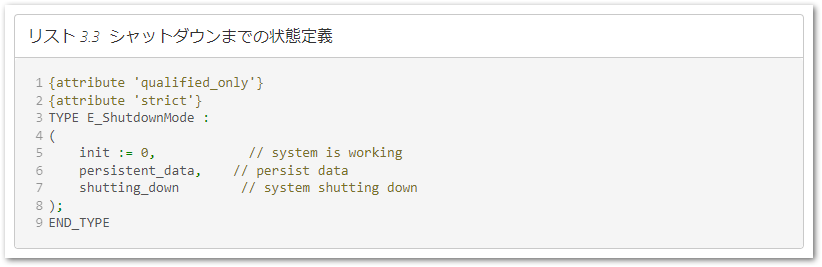 リスト 3.3 シャットダウンまでの状態定義
1 {attribute 'qualified_only'}
2 {attribute 'strict'}
3 TYPE E_ShutdownMode :
4 (
5     init := 0,            // system is working
6     persistent_data,    // persist data
7     shutting_down        // system shutting down
8 );
9 END_TYPE